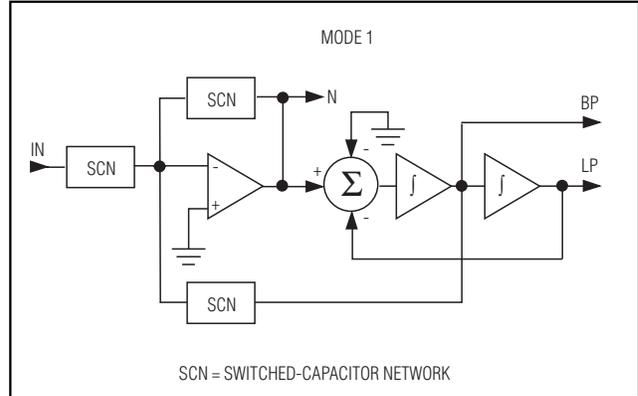 MODE 1
SCN
N
BP
IN
SCN
-
+
-
+
Σ
-
∫
∫
LP
SCN
SCN = SWITCHED-CAPACITOR NETWORK